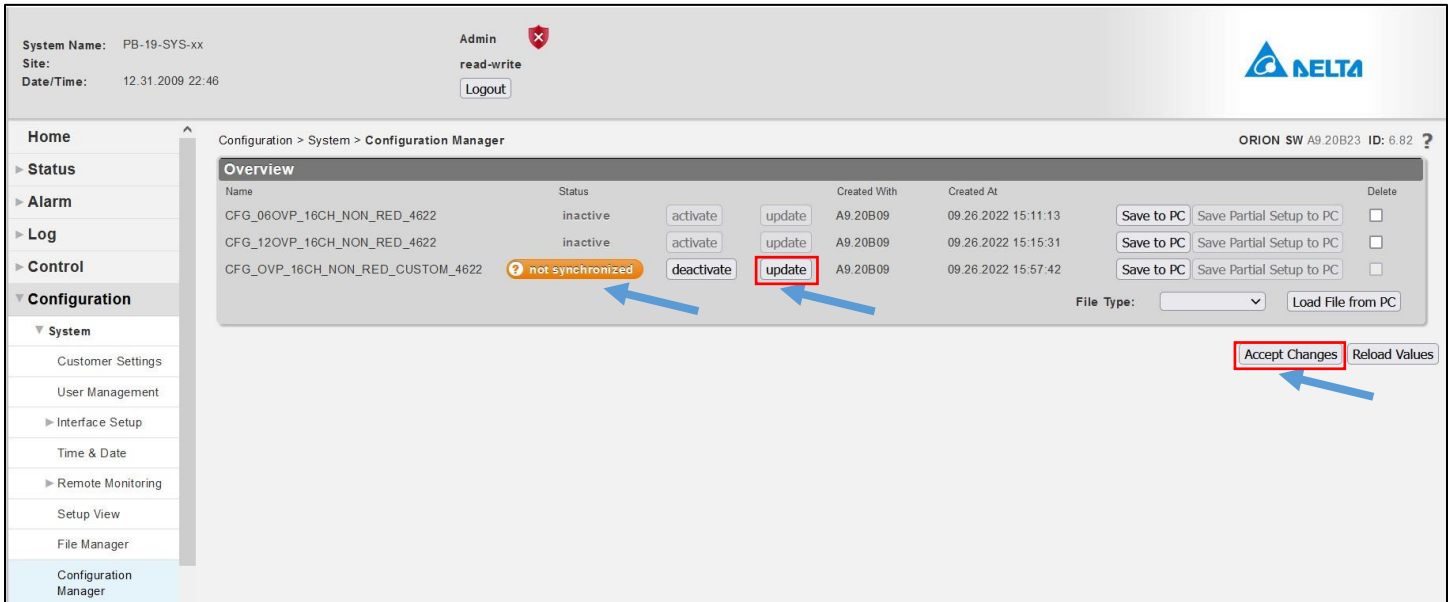 System Name: PB-19-SYS-xx
Site:
Date/Time: 12.31.2009 22:46
Admin
read-write
Logout
DELTA
Home
Status
Alarm
Log
Control
Configuration
System
Customer Settings
User Management
Interface Setup
Time & Date
Remote Monitoring
Setup View
File Manager
Configuration
Manager
Configuration > System > Configuration Manager
ORION SW A9.20B23 ID: 6.82 ?
Overview
Name Status Created With Created At Delete
CFG_06OVP_16CH_NON_RED_4622 inactive activate update A9.20B09 09.26.2022 15:11:13 Save to PC Save Partial Setup to PC
CFG_12OVP_16CH_NON_RED_4622 inactive activate update A9.20B09 09.26.2022 15:15:31 Save to PC Save Partial Setup to PC
CFG_OVP_16CH_NON_RED_CUSTOM_4622 ? not synchronized deactivate update A9.20B09 09.26.2022 15:57:42 Save to PC Save Partial Setup to PC
File Type: Load File from PC
Accept Changes Reload Values